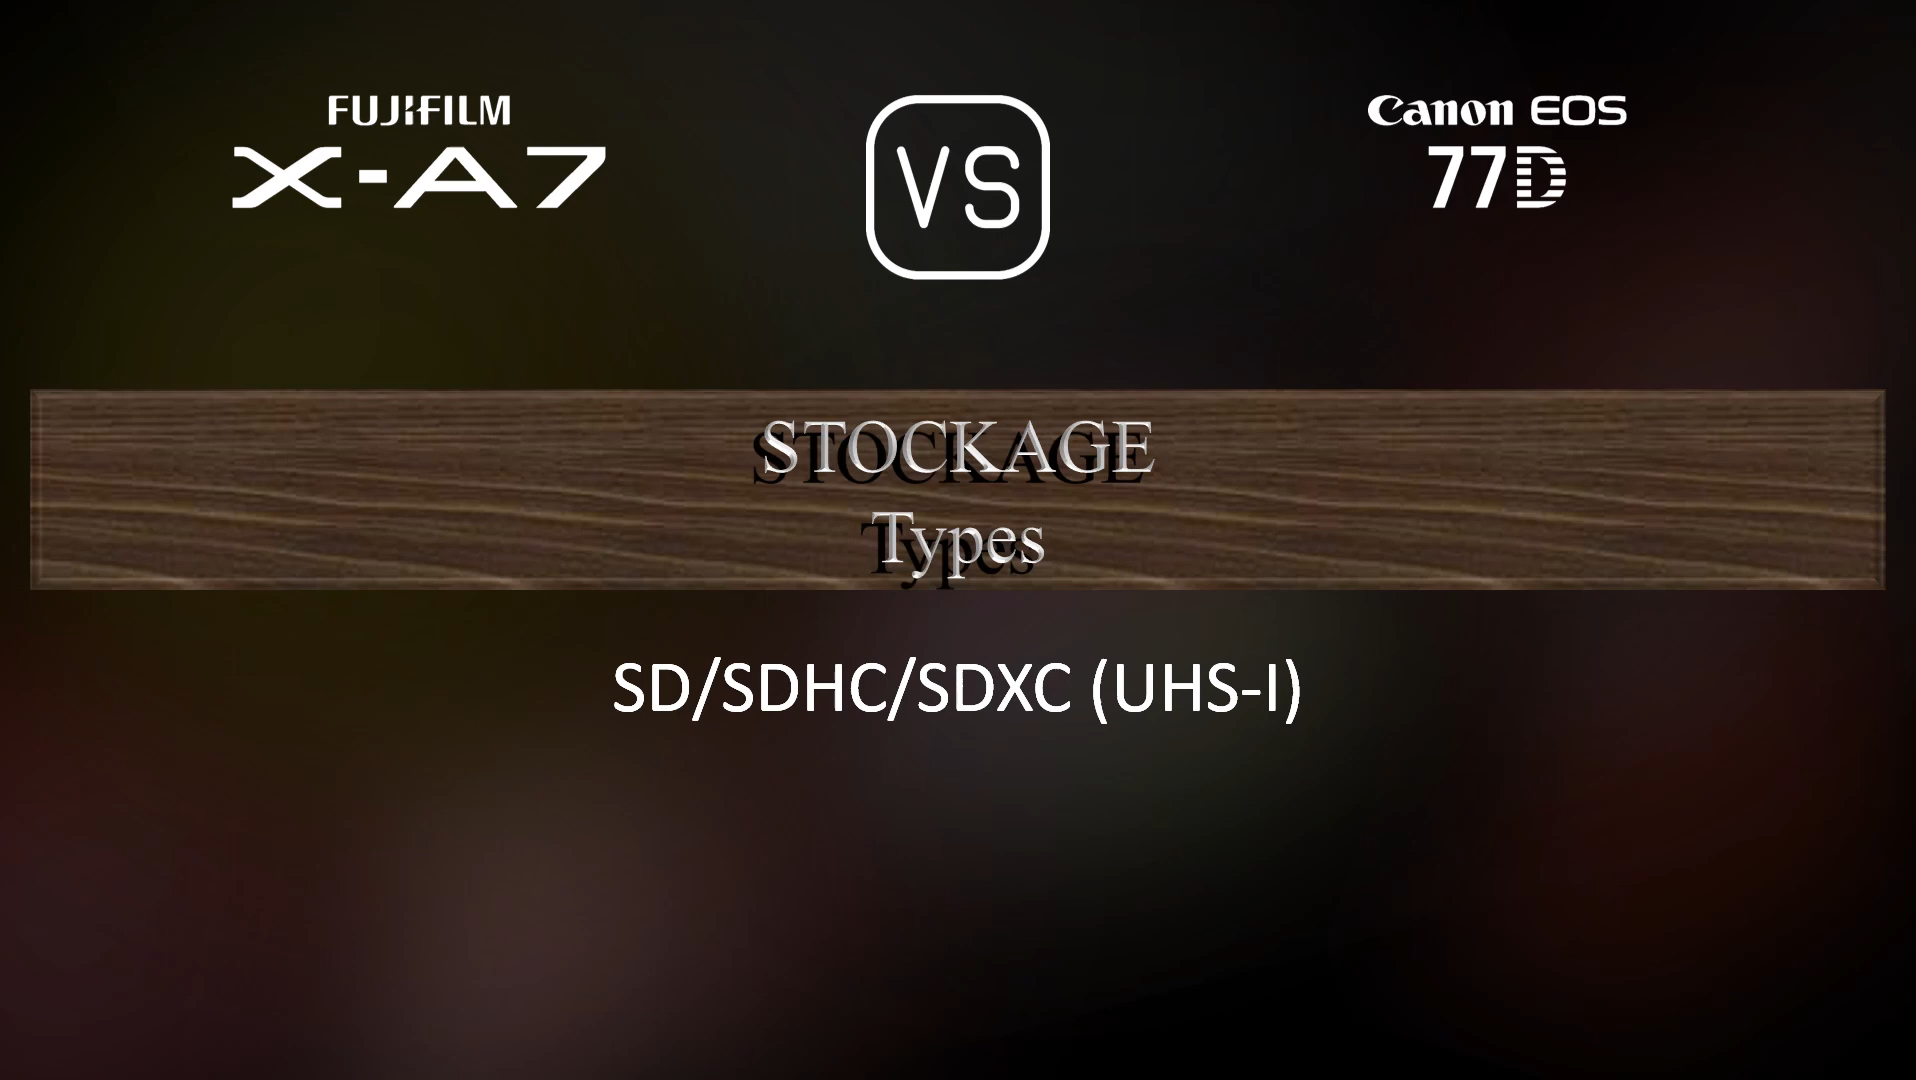 FUJIFILM
X-A7
VS
Canon EOS
77D
STOCKAGE
Types
SD/SDHC/SDXC (UHS-I)